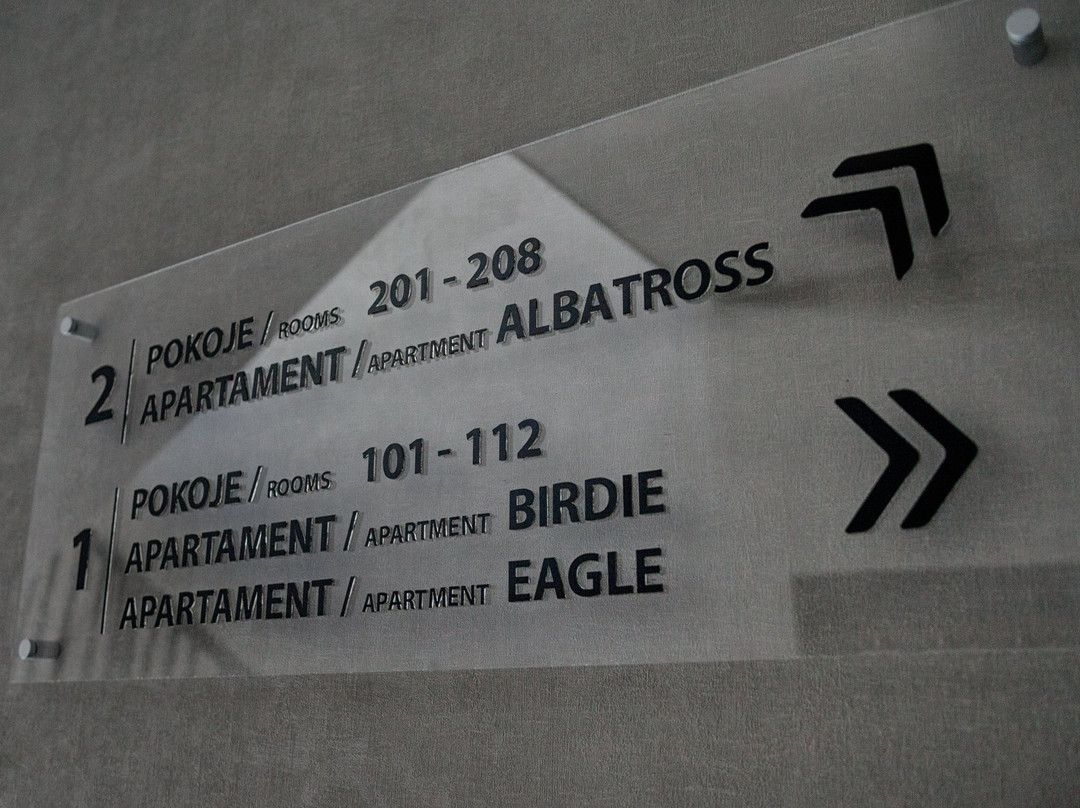 2
POKOJE / ROOMS 201 - 208
APARTAMENT / APARTMENT ALBATROSS
1
POKOJE / ROOMS 101 - 112
APARTAMENT / APARTMENT BIRDIE
APARTAMENT / APARTMENT EAGLE